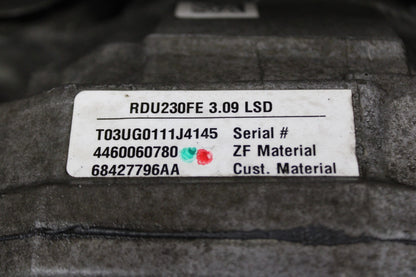 RDU230FE 3.09 LSD
T03UG0111J4145 Serial #
4460060780 ZF Material
68427796AA Cust. Material